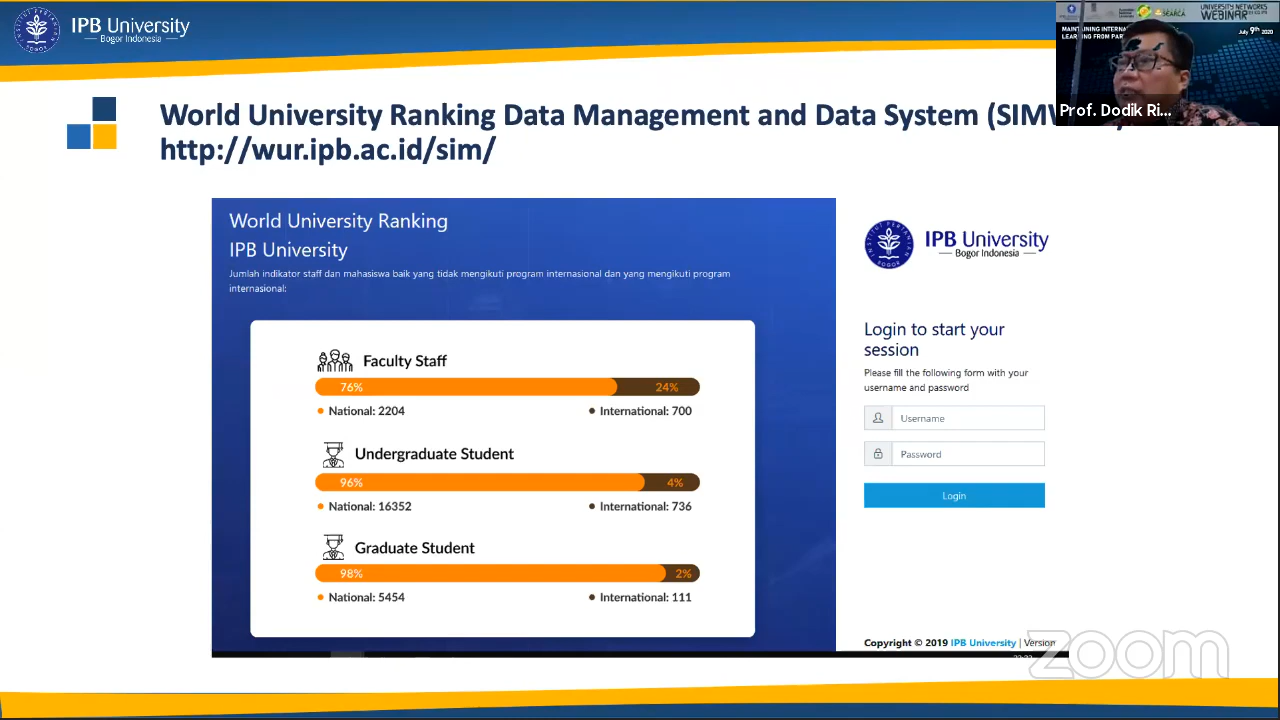 IPB University
Bogor Indonesia
UNIVERSITY NETWORKS
WEBINAR
SEARCA
July 9th 2020
Prof. Dodik Ri...
World University Ranking Data Management and Data System
http://wur.ipb.ac.id/sim/
World University Ranking
IPB University
Jumlah indikator staff dan mahasiswa baik yang tidak mengikuti program internasional dan yang mengikuti program
internasional:
Faculty Staff
76% 24%
National: 2204 International: 700
Undergraduate Student
96% 4%
National: 16352 International: 736
Graduate Student
98% 2%
National: 5454 International: 111
IPB University
Bogor Indonesia
Login to start your
session
Please fill the following form with your
username and password
Username
Password
Login
Copyright © 2019 IPB University | Version
zoom